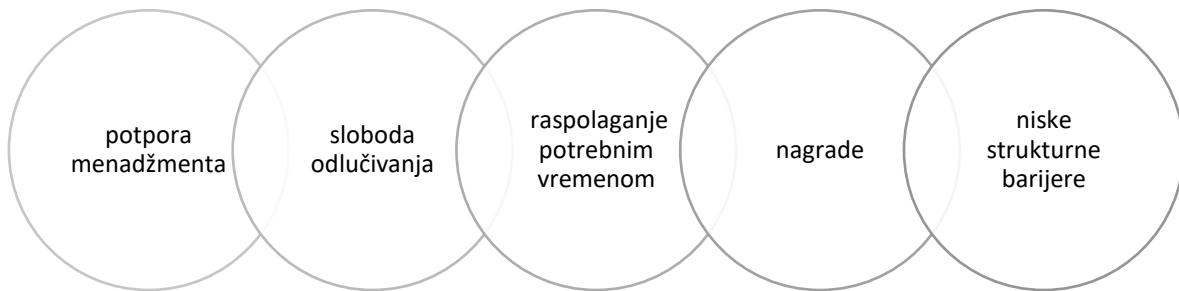 potpora
menadžmenta
sloboda
odlučivanja
raspolaganje
potrebnim
vremenom
nagrade
niske
strukturne
barijere